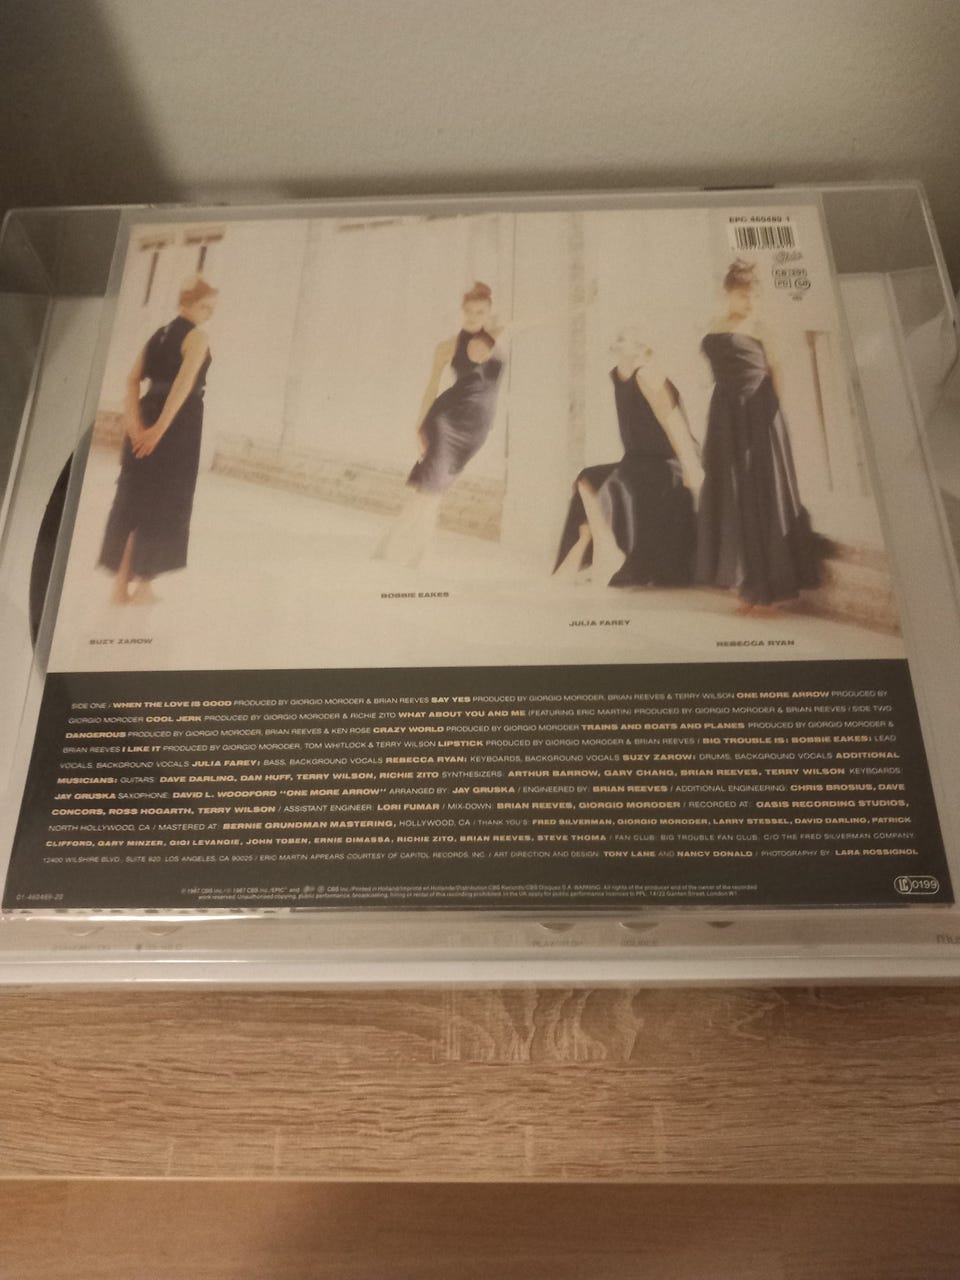 EPC 460489 1
Epic
CB 291
BOBBIE EAKES
JULIA FAREY
SUZY ZAROW
REBECCA RYAN
SIDE ONE / WHEN THE LOVE IS GOOD PRODUCED BY GIORGIO MORODER & BRIAN REEVES SAY YES PRODUCED BY GIORGIO MORODER, BRIAN REEVES & TERRY WILSON ONE MORE ARROW PRODUCED BY
GIORGIO MORODER COOL JERK PRODUCED BY GIORGIO MORODER & RICHIE ZITO WHAT ABOUT YOU AND ME (FEATURING ERIC MARTIN) PRODUCED BY GIORGIO MORODER & BRIAN REEVES / SIDE TWO
DANGEROUS PRODUCED BY GIORGIO MORODER, BRIAN REEVES & KEN ROSE CRAZY WORLD PRODUCED BY GIORGIO MORODER TRAINS AND BOATS AND PLANES PRODUCED BY GIORGIO MORODER &
BRIAN REEVES I LIKE IT PRODUCED BY GIORGIO MORODER, TOM WHITLOCK & TERRY WILSON LIPSTICK PRODUCED BY GIORGIO MORODER & BRIAN REEVES / BIG TROUBLE IS: BOBBIE EAKES: LEAD
VOCALS, BACKGROUND VOCALS JULIA FAREY: BASS, BACKGROUND VOCALS REBECCA RYAN: KEYBOARDS, BACKGROUND VOCALS SUZY ZAROW: DRUMS, BACKGROUND VOCALS ADDITIONAL
MUSICIANS: GUITARS: DAVE DARLING, DAN HUFF, TERRY WILSON, RICHIE ZITO SYNTHESIZERS: ARTHUR BARROW, GARY CHANG, BRIAN REEVES, TERRY WILSON KEYBOARDS:
JAY GRUSKA SAXOPHONE: DAVID L. WOODFORD "ONE MORE ARROW" ARRANGED BY: JAY GRUSKA / ENGINEERED BY: BRIAN REEVES / ADDITIONAL ENGINEERING: CHRIS BROSIUS, DAVE
CONCORS, ROSS HOGARTH, TERRY WILSON / ASSISTANT ENGINEER: LORI FUMAR / MIX-DOWN: BRIAN REEVES, GIORGIO MORODER / RECORDED AT: OASIS RECORDING STUDIOS,
NORTH HOLLYWOOD, CA / MASTERED AT: BERNIE GRUNDMAN MASTERING, HOLLYWOOD, CA / THANK YOU'S: FRED SILVERMAN, GIORGIO MORODER, LARRY STESSEL, DAVID DARLING, PATRICK
CLIFFORD, GARY MINZER, GIGI LEVANGIE, JOHN TOBEN, ERNIE DIMASSA, RICHIE ZITO, BRIAN REEVES, STEVE THOMA / FAN CLUB: BIG TROUBLE FAN CLUB, C/O THE FRED SILVERMAN COMPANY,
12400 WILSHIRE BLVD., SUITE 920, LOS ANGELES, CA 90025 / ERIC MARTIN APPEARS COURTESY OF CAPITOL RECORDS, INC. / ART DIRECTION AND DESIGN: TONY LANE AND NANCY DONALD / PHOTOGRAPHY BY: LARA ROSSIGNOL
LC 0199
01-460489-20